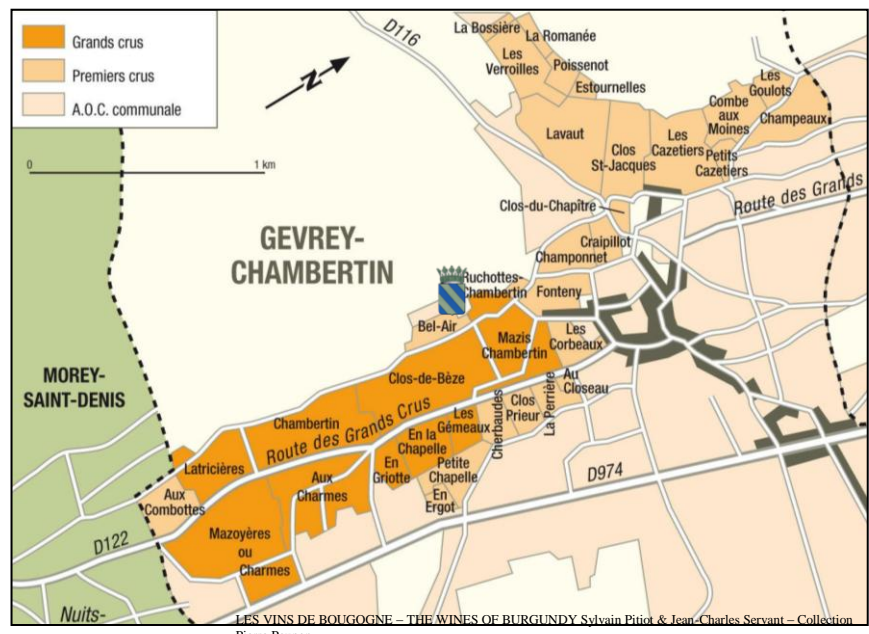 Grands crus
Premiers crus
A.O.C. communale
0
1 km
N
D116
La Bossière
La Romanée
Les
Verroilles
Poissenot
Estournelles
Les
Goulots
Combe
aux
Moines
Champeaux
Lavaut
Clos
St-Jacques
Les
Cazetiers
Petits
Cazetiers
Route des Grands
Clos-du-Chapître
GEVREY-
CHAMBERTIN
Craipillot
Champonnet
Ruchottes-
Chambertin
Fonteny
Bel-Air
Mazis
Chambertin
Les
Corbeaux
MOREY-
SAINT-DENIS
Clos-de-Bèze
Au
Closeau
La Perrière
Clos
Prieur
Cherbaudes
Chambertin
Route des Grands Crus
Les
Gémeaux
En la
Chapelle
Latricières
En
Griotte
Petite
Chapelle
Aux
Charmes
D974
En
Ergot
Aux
Combottes
Mazoyères
ou
Charmes
D122
Nuits-
LES VINS DE BOUGOGNE – THE WINES OF BURGUNDY Sylvain Pitiot & Jean-Charles Servant – Collection